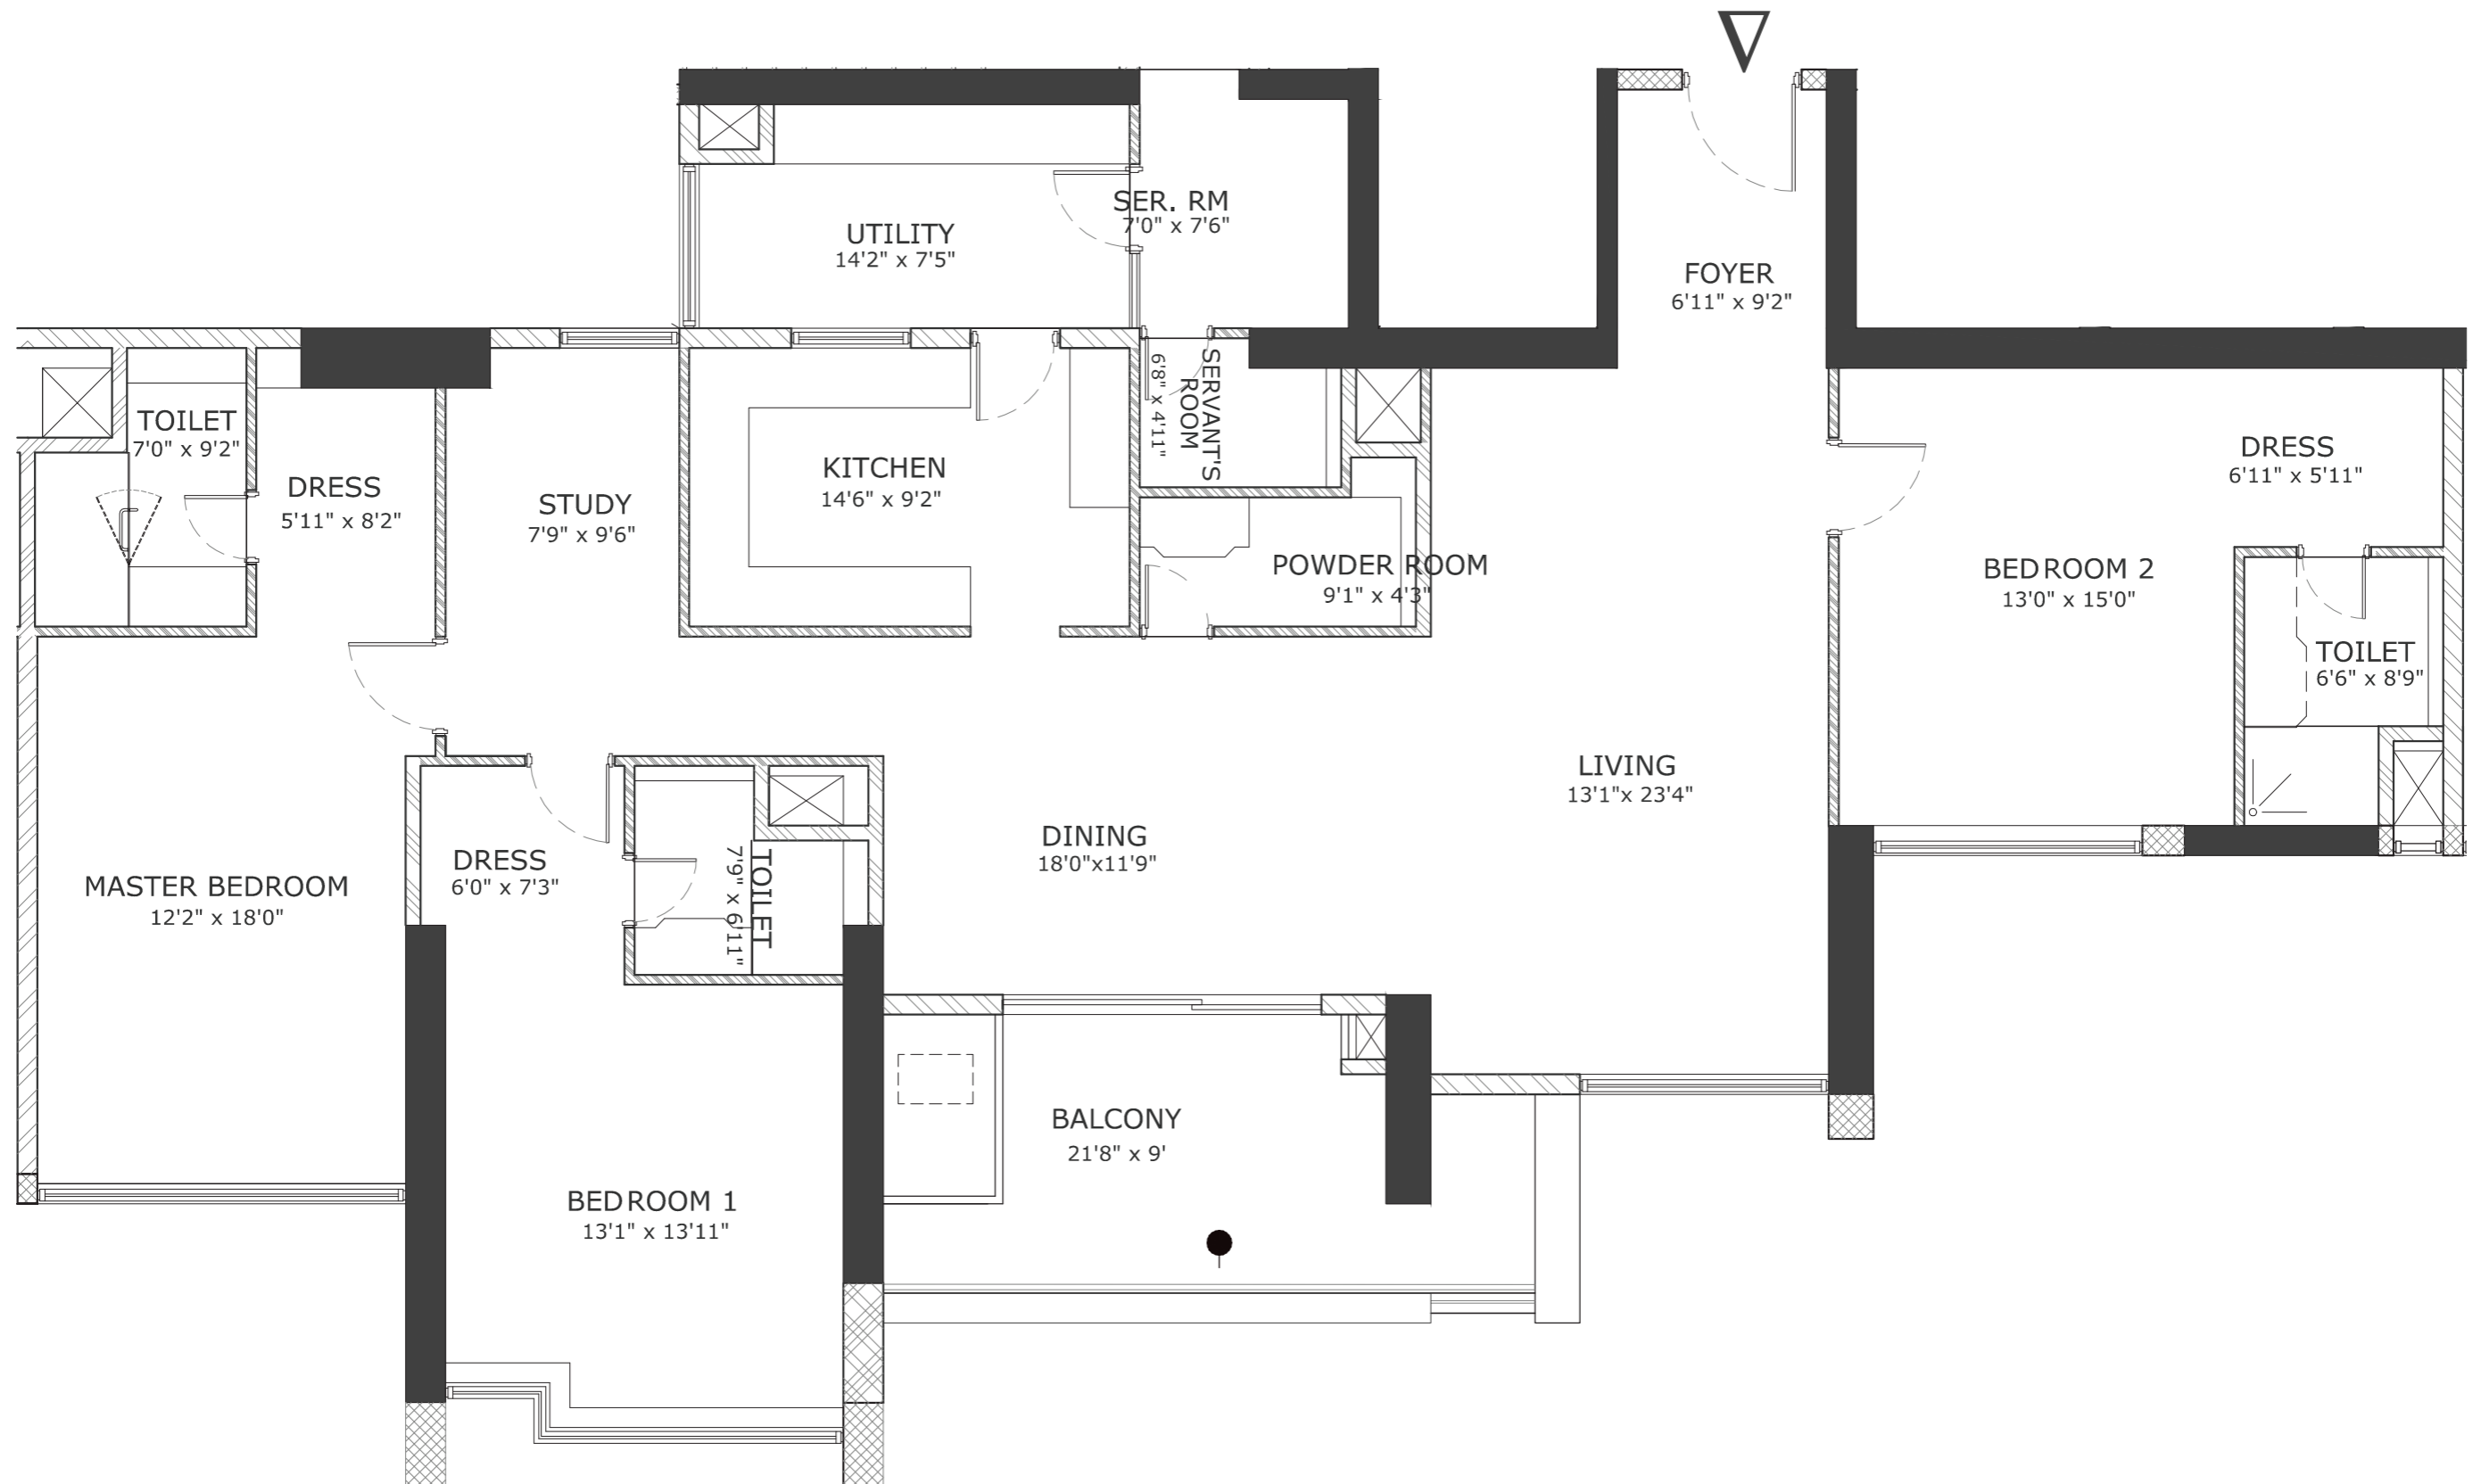 SER. RM
7'0" x 7'6"
UTILITY
14'2" x 7'5"
FOYER
6'11" x 9'2"
TOILET
7'0" x 9'2"
DRESS
5'11" x 8'2"
STUDY
7'9" x 9'6"
KITCHEN
14'6" x 9'2"
SERVANT'S
ROOM
6'8" x 4'11"
POWDER ROOM
9'1" x 4'3"
DRESS
6'11" x 5'11"
BEDROOM 2
13'0" x 15'0"
TOILET
6'6" x 8'9"
LIVING
13'1"x 23'4"
DINING
18'0"x11'9"
MASTER BEDROOM
12'2" x 18'0"
DRESS
6'0" x 7'3"
TOILET
7'9" x 6'11"
BALCONY
21'8" x 9'
BEDROOM 1
13'1" x 13'11"